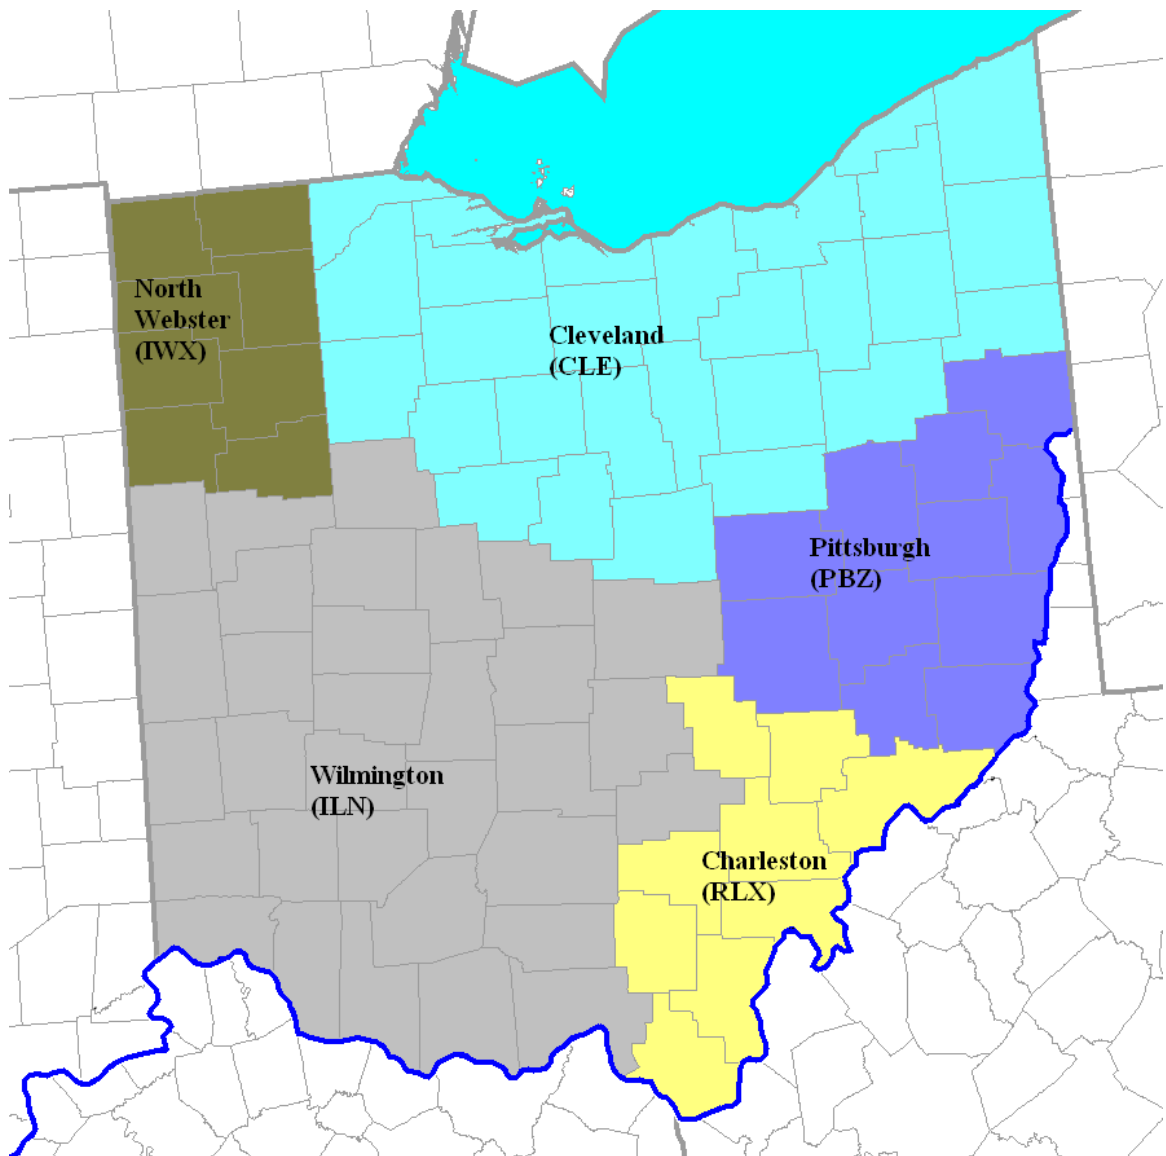 North
Webster
(IWX)
Cleveland
(CLE)
Pittsburgh
(PBZ)
Wilmington
(ILN)
Charleston
(RLX)